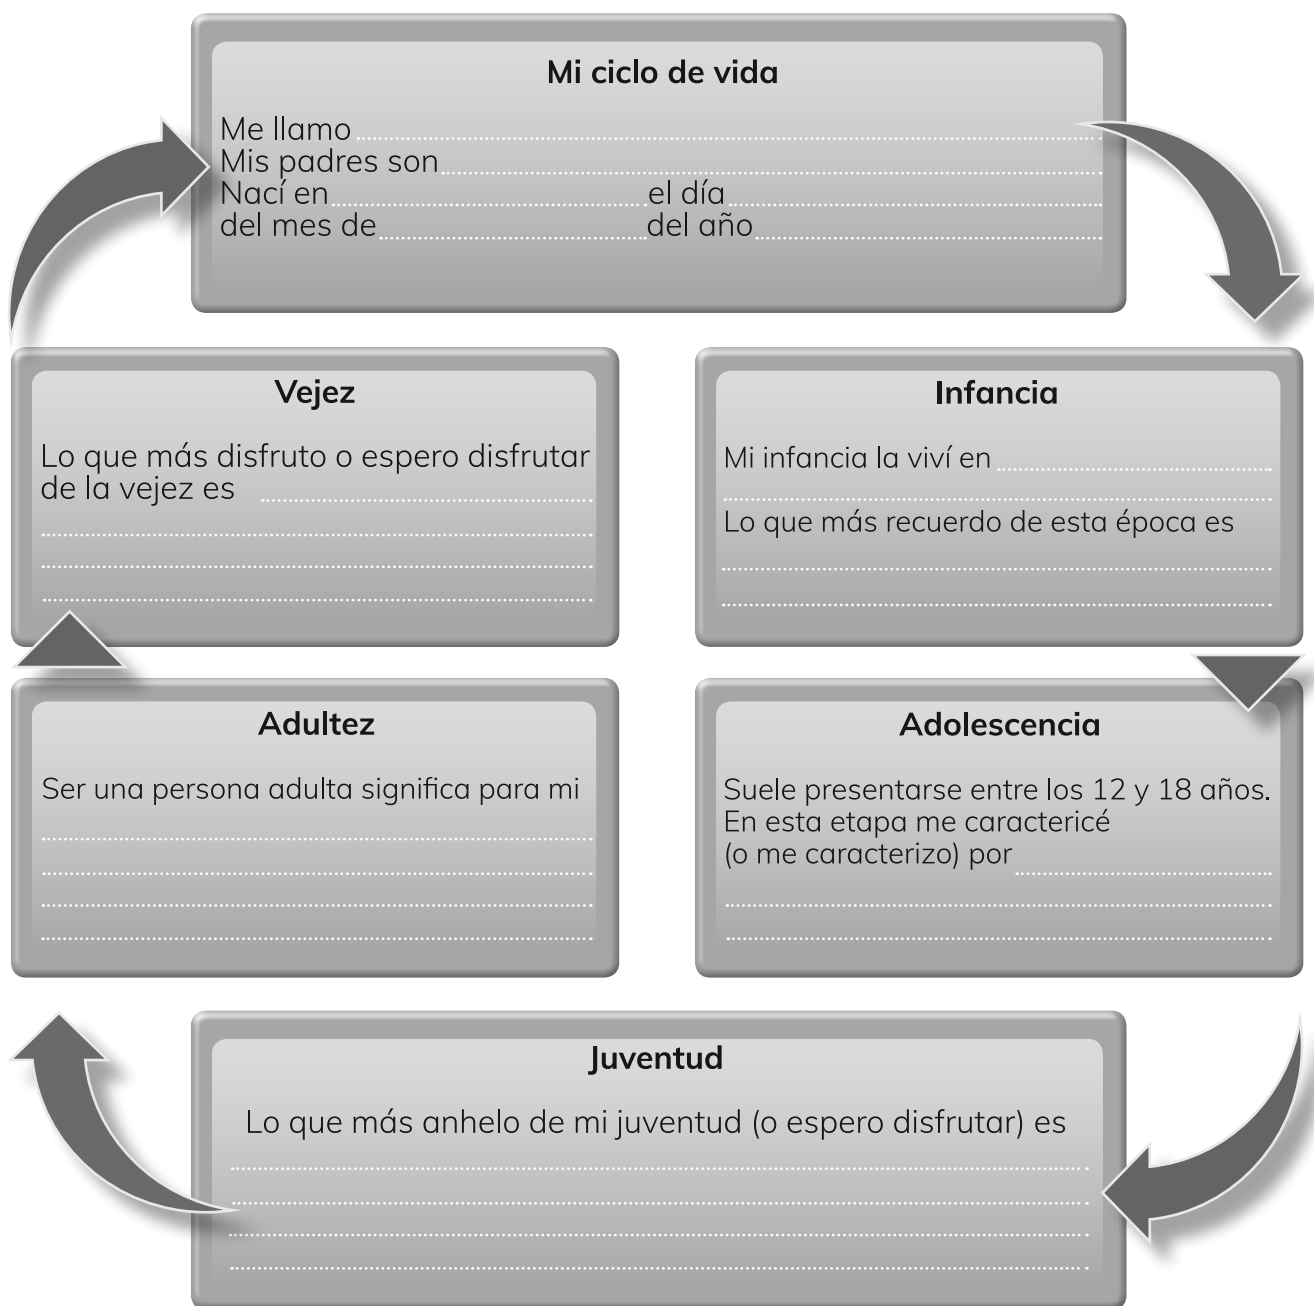 Mi ciclo de vida
Me llamo
Mis padres son
Nací en el día
del mes de del año
Infancia
Mi infancia la viví en
Lo que más recuerdo de esta época es
Adolescencia
Suele presentarse entre los 12 y 18 años.
En esta etapa me caractericé
(o me caracterizo) por
Juventud
Lo que más anhelo de mi juventud (o espero disfrutar) es
Adultez
Ser una persona adulta significa para mi
Vejez
Lo que más disfruto o espero disfrutar
de la vejez es